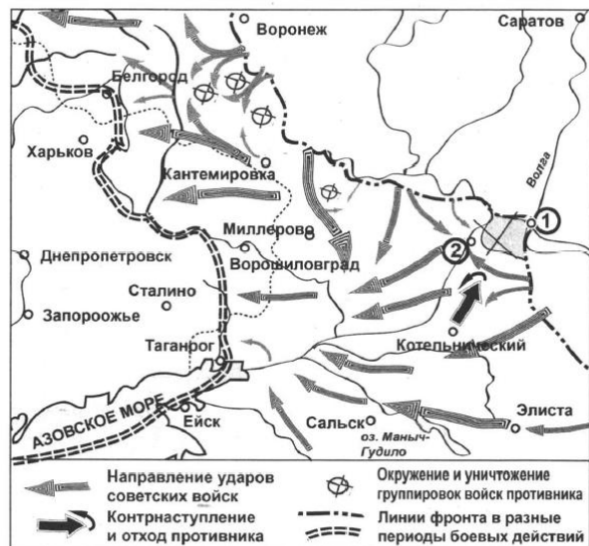 Воронеж
Саратов
Белгород
Харьков
Кантемировка
Волга
1
Миллерово
2
Днепропетровск
Ворошиловград
Сталино
Запороожье
Котельнический
Таганрог
АЗОВСКОЕ МОРЕ
Ейск
Сальск
Элиста
оз. Маныч-
Гудило
Направление ударов
советских войск
Окружение и уничтожение
группировок войск противника
Контрнаступление
и отход противника
Линии фронта в разные
периоды боевых действий